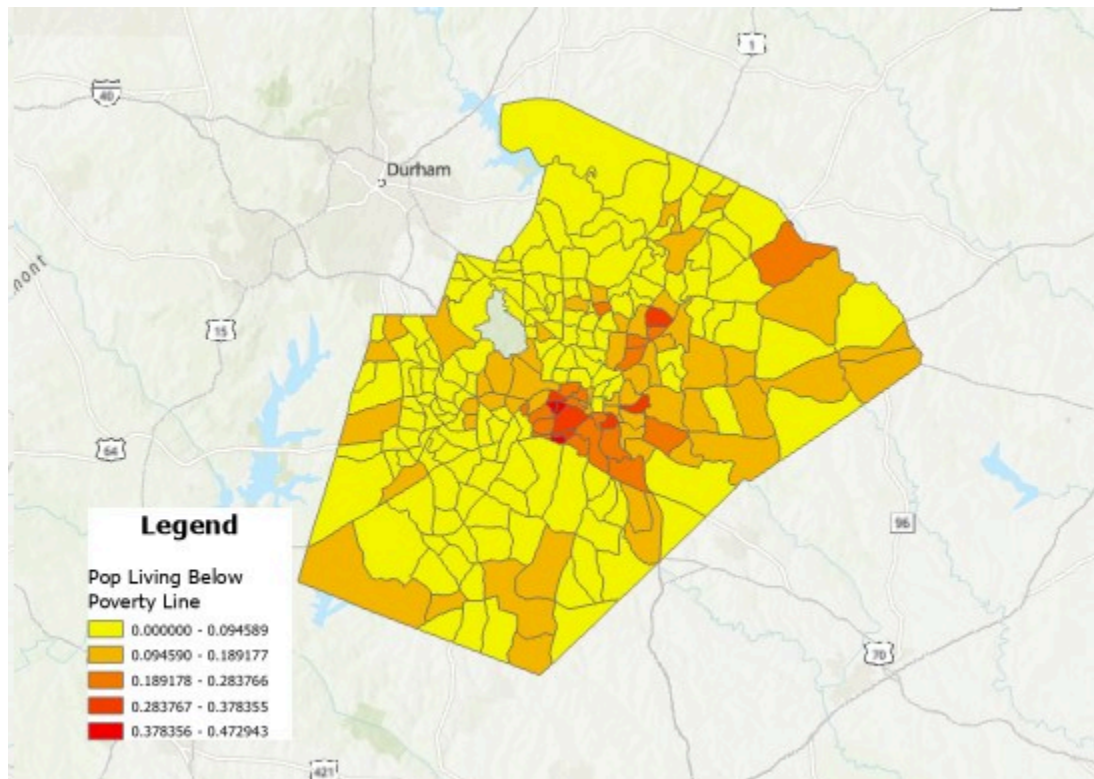 1
40
Durham
mont
15
64
Legend
96
Pop Living Below
Poverty Line
0.000000 - 0.094589
0.094590 - 0.189177
70
0.189178 - 0.283766
0.283767 - 0.378355
0.378356 - 0.472943
421